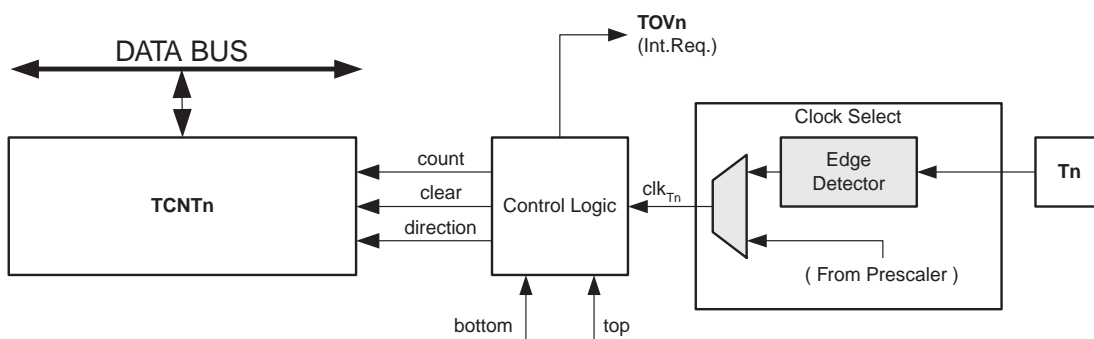 TOVn
(Int.Req.)
DATA BUS
Clock Select
Edge
Detector
Tn
TCNTn
count
clear
direction
Control Logic
clkTn
( From Prescaler )
bottom
top